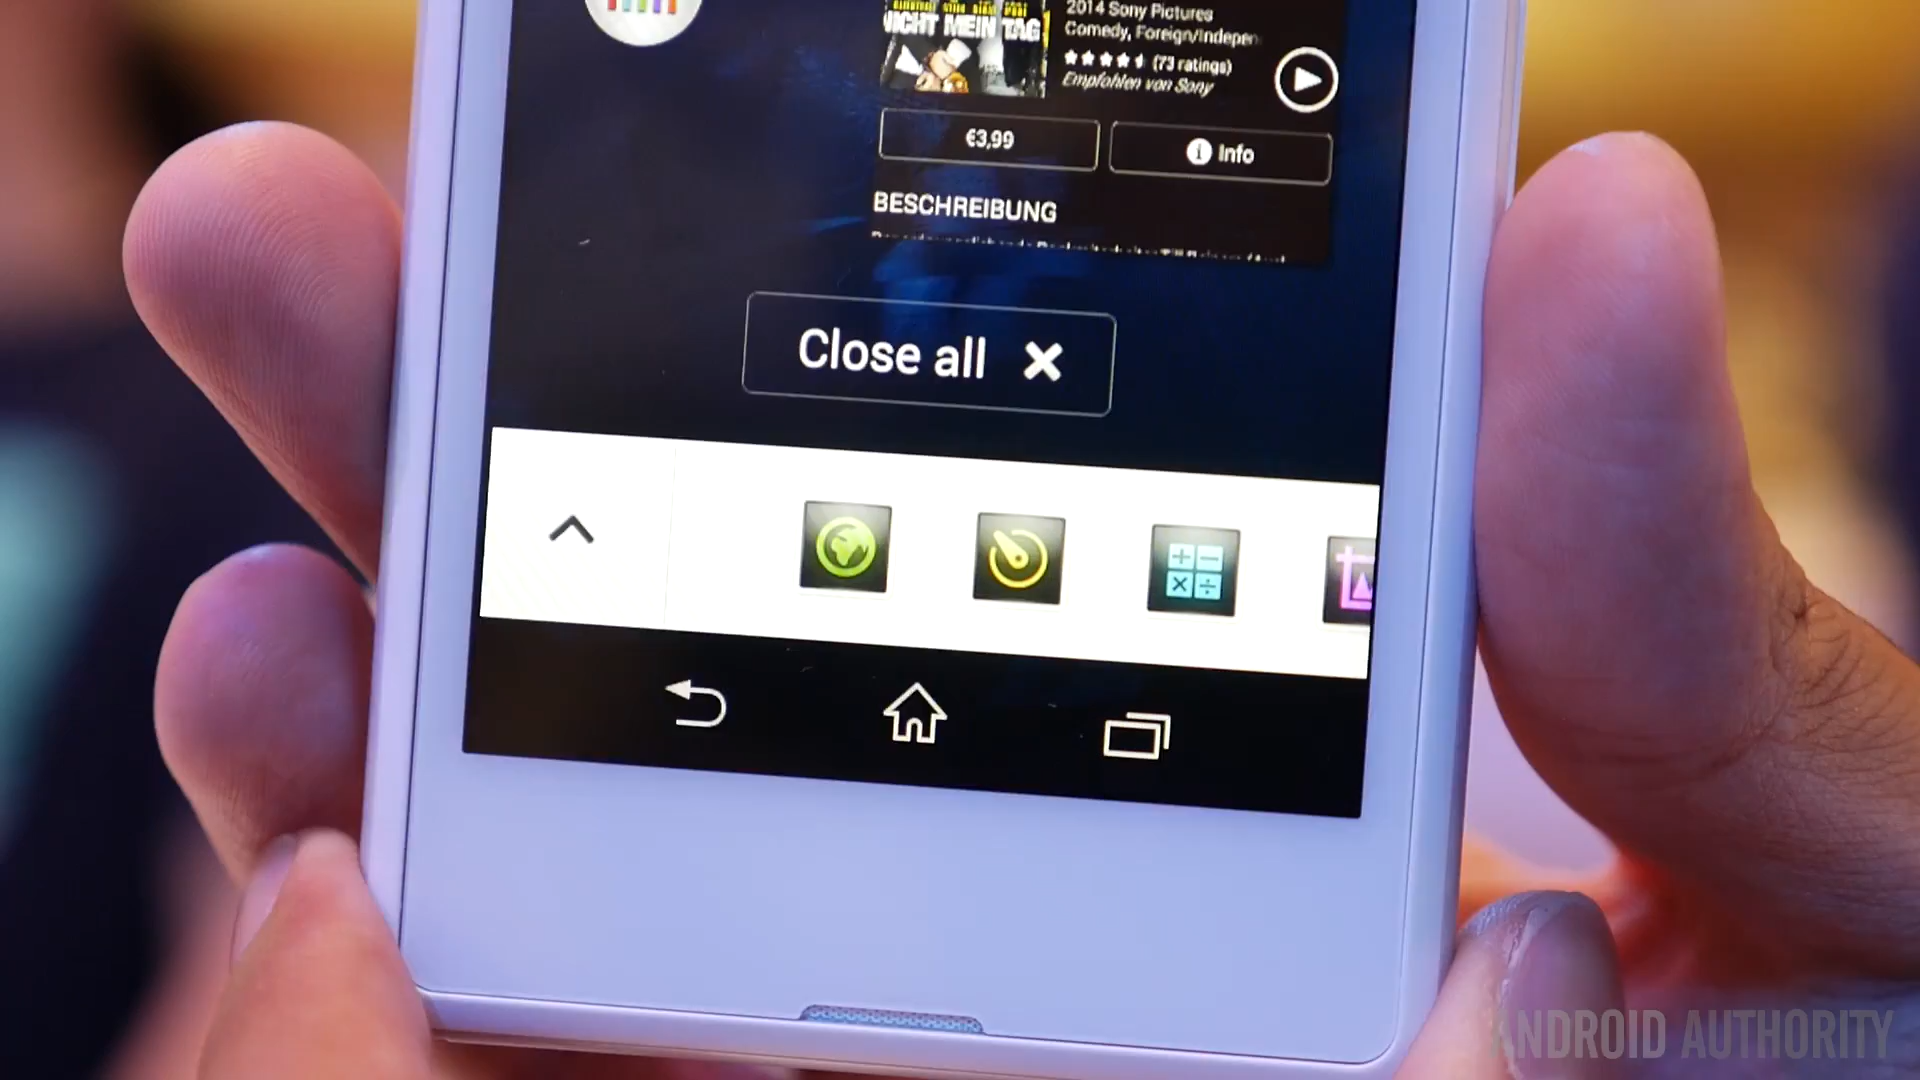 NICHT MEIN TAG
2014 Sony Pictures
Comedy, Foreign/Indepen
(73 ratings)
Empfohlen von Sony
€3,99
Info
BESCHREIBUNG
Close all
ANDROID AUTHORITY